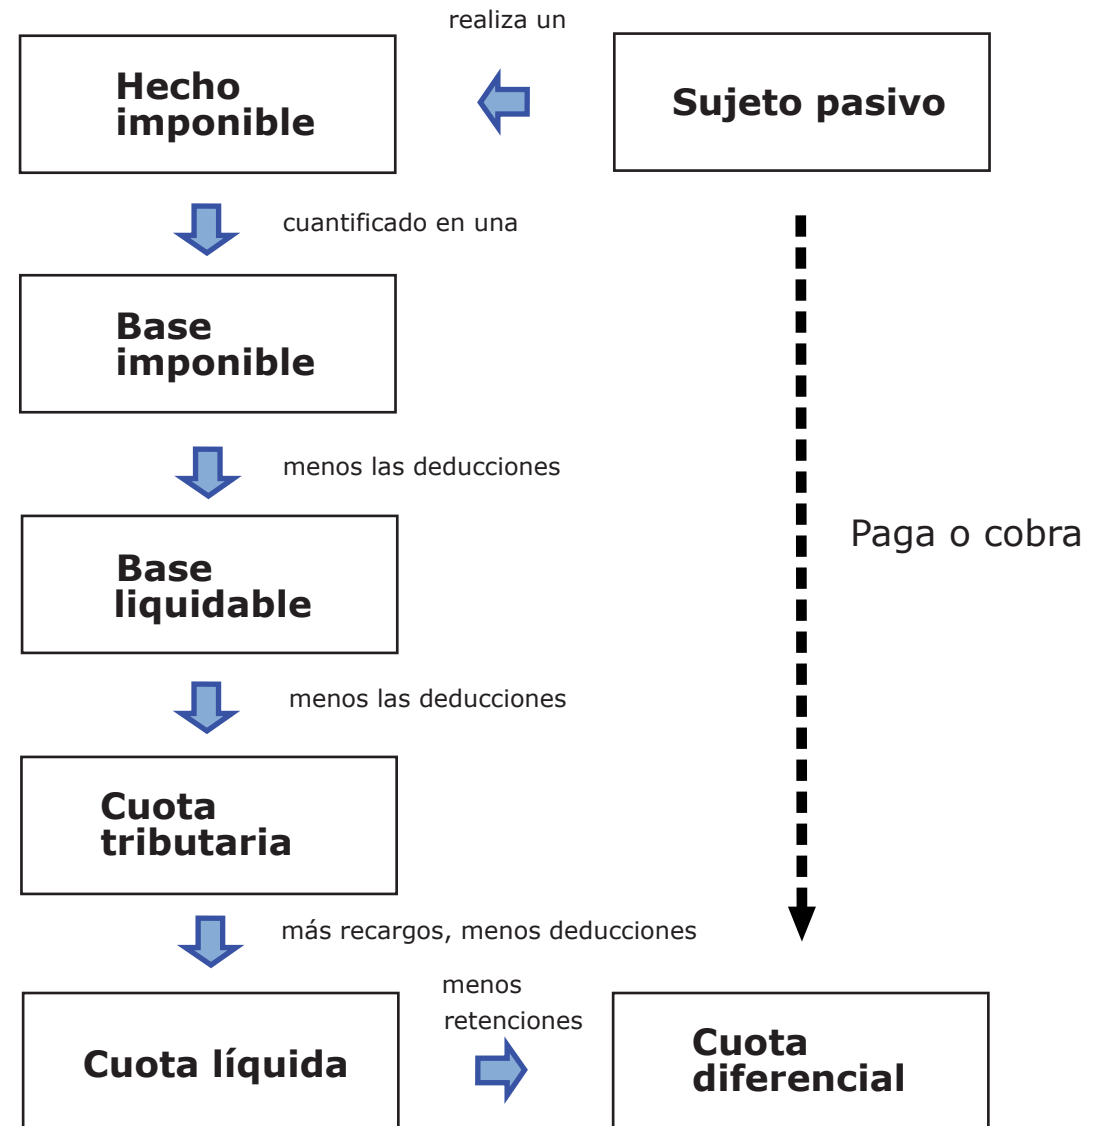 realiza un
Hecho
imponible
Sujeto pasivo
cuantificado en una
Base
imponible
menos las deducciones
Paga o cobra
Base
liquidable
menos las deducciones
Cuota
tributaria
más recargos, menos deducciones
menos
retenciones
Cuota líquida
Cuota
diferencial